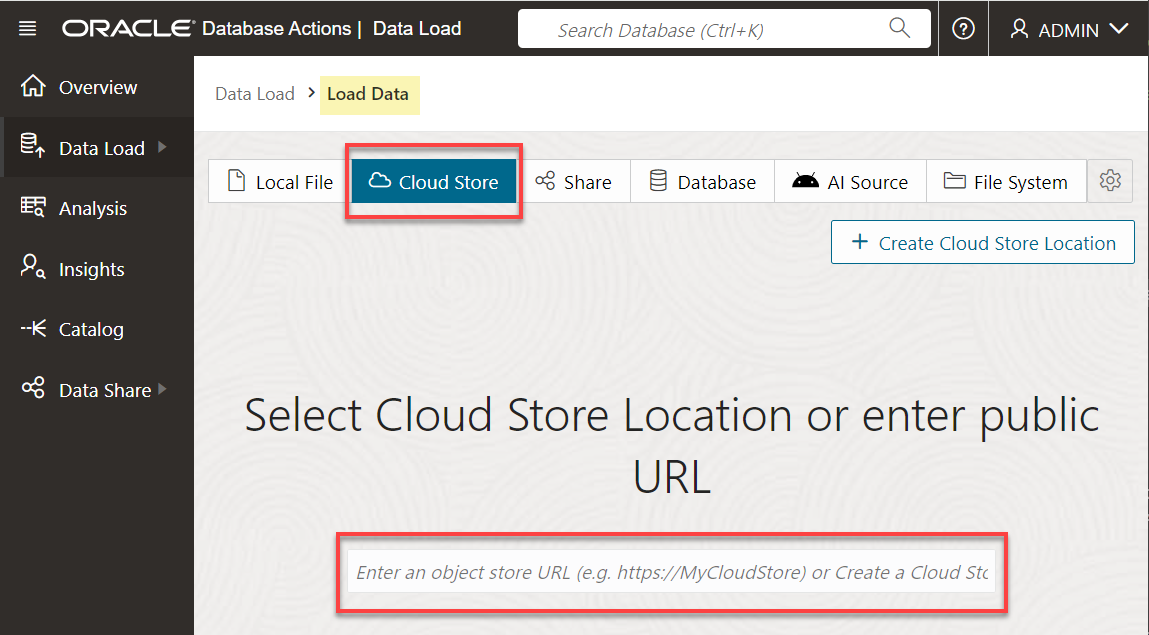 ORACLE® Database Actions | Data Load
Search Database (Ctrl+K)
ADMIN
Overview
Data Load
Analysis
Insights
Catalog
Data Share
Data Load > Load Data
Local File
Cloud Store
Share
Database
AI Source
File System
+ Create Cloud Store Location
Select Cloud Store Location or enter public
URL
Enter an object store URL (e.g. https://MyCloudStore) or Create a Cloud Sto